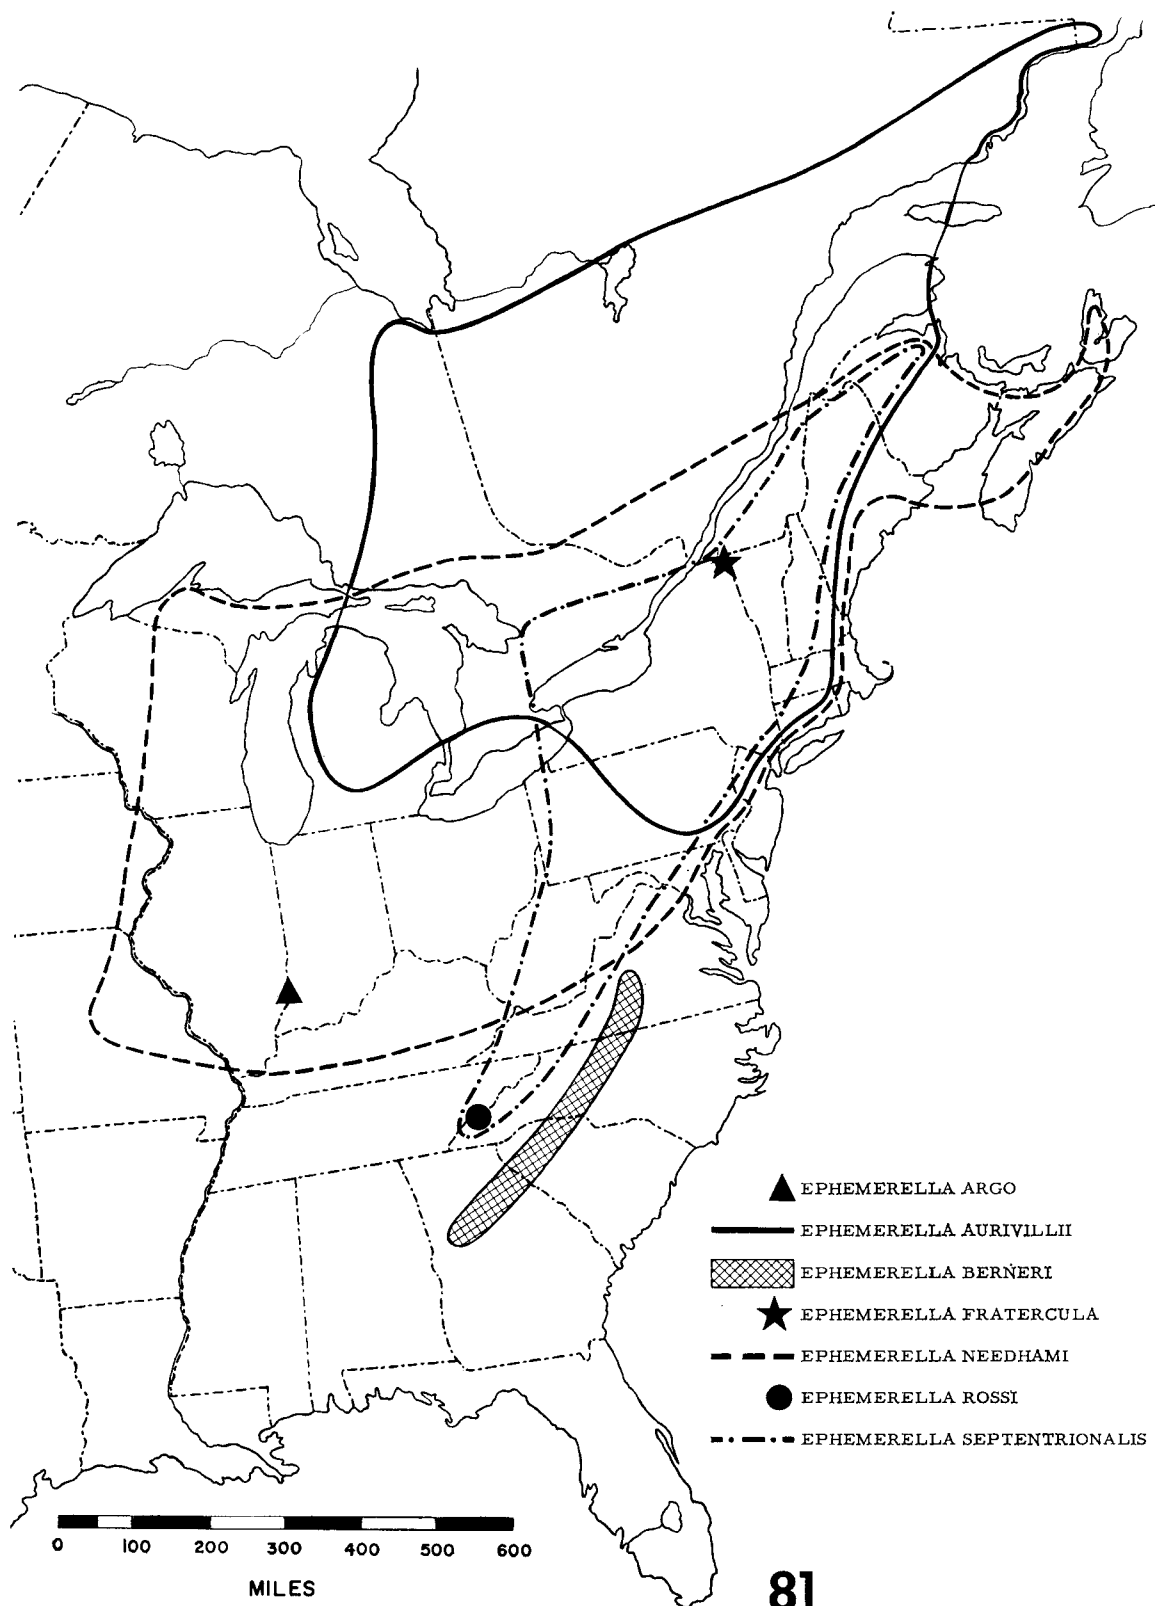 EPHEMERELLA ARGO
EPHEMERELLA AURIVILLII
EPHEMERELLA BERNERI
EPHEMERELLA FRATERCULA
EPHEMERELLA NEEDHAMI
EPHEMERELLA ROSSI
EPHEMERELLA SEPTENTRIONALIS
0 100 200 300 400 500 600
MILES
81